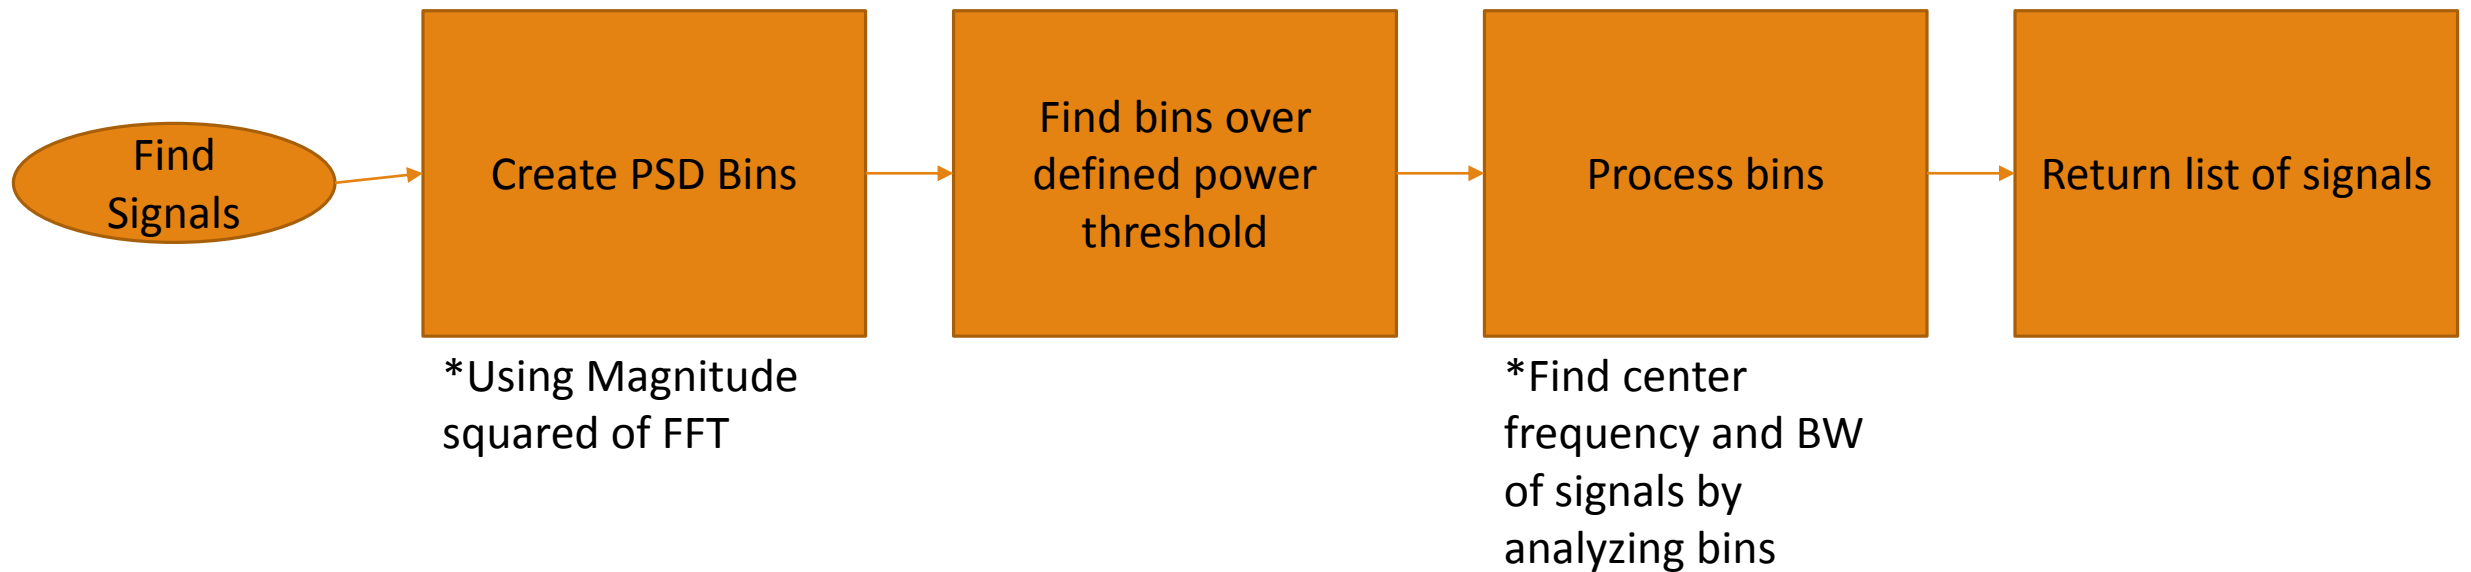 Find
Signals
Create PSD Bins
*Using Magnitude
squared of FFT
Find bins over
defined power
threshold
Process bins
*Find center
frequency and BW
of signals by
analyzing bins
Return list of signals